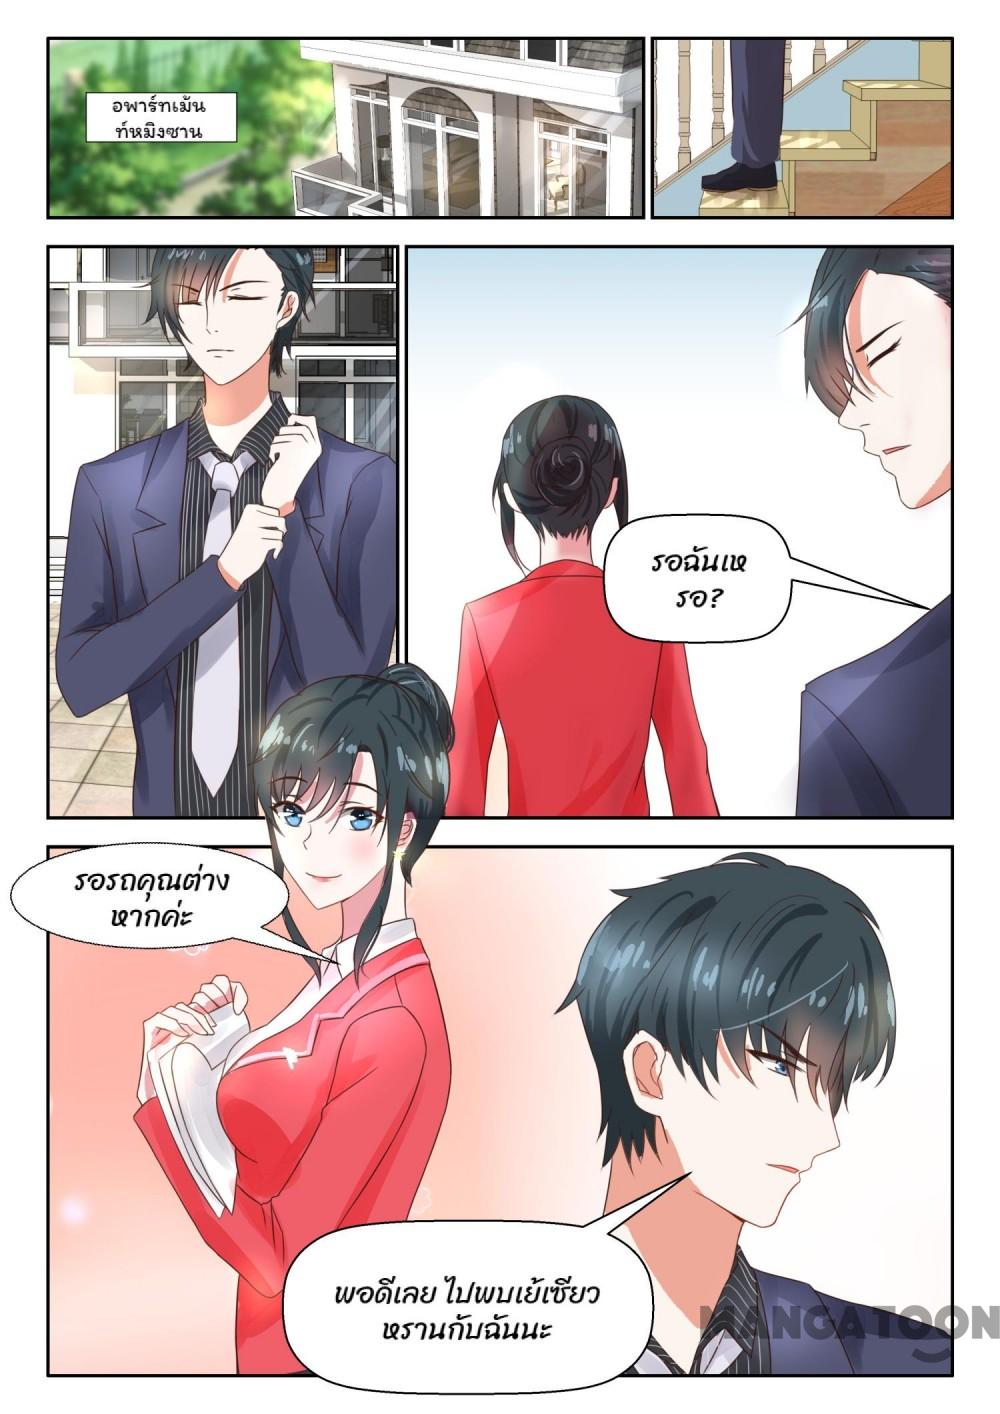 อพาร์ทเม้น
ท์หมิงซาน
รอฉันเห
รอ?
รอรถคุณต่าง
หากค่ะ
พอดีเลย ไปพบเย้เซียว
หรานกับฉันนะ
MANGATOON